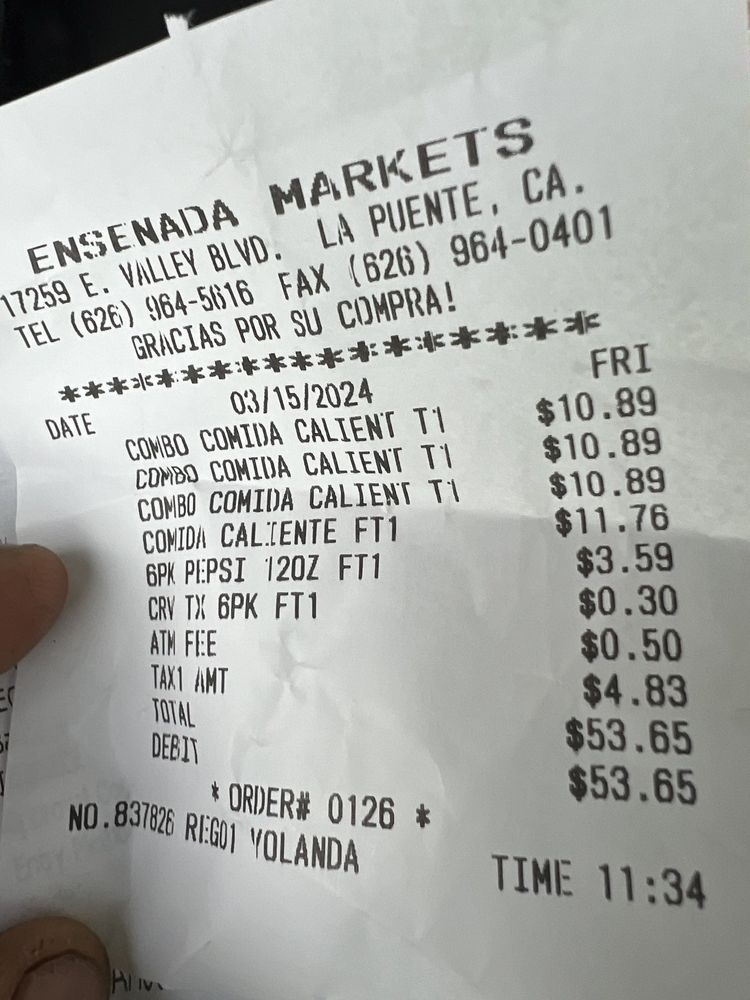 ENSENADA MARKETS
17259 E. VALLEY BLVD. LA PUENTE, CA.
TEL (626) 964-5616 FAX (626) 964-0401
GRACIAS POR SU COMPRA!
************************
DATE 03/15/2024 FRI
COMBO COMIDA CALIENT T1 $10.89
COMBO COMIDA CALIENT T1 $10.89
COMBO COMIDA CALIENT T1 $10.89
COMIDA CALIENTE FT1 $11.76
6PK PEPSI 12OZ FT1 $3.59
CRV TX 6PK FT1 $0.30
ATM FEE $0.50
TAX1 AMT $4.83
TOTAL $53.65
DEBIT $53.65
* ORDER# 0126 *
NO.837826 REG01 YOLANDA TIME 11:34